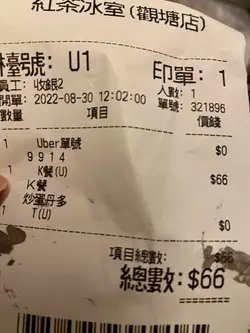 紅茶冰室(觀塘店)
檯號: U1 印單: 1
員工: 收銀2 人數: 1
開單: 2022-08-30 12:02:00 單號: 321896
數量 項目 價錢
1 Uber單號 $0
9914
1 K餐(U) $66
K餐
炒蛋丹多
1 T(U) $0
項目總數: $66
總數: $66